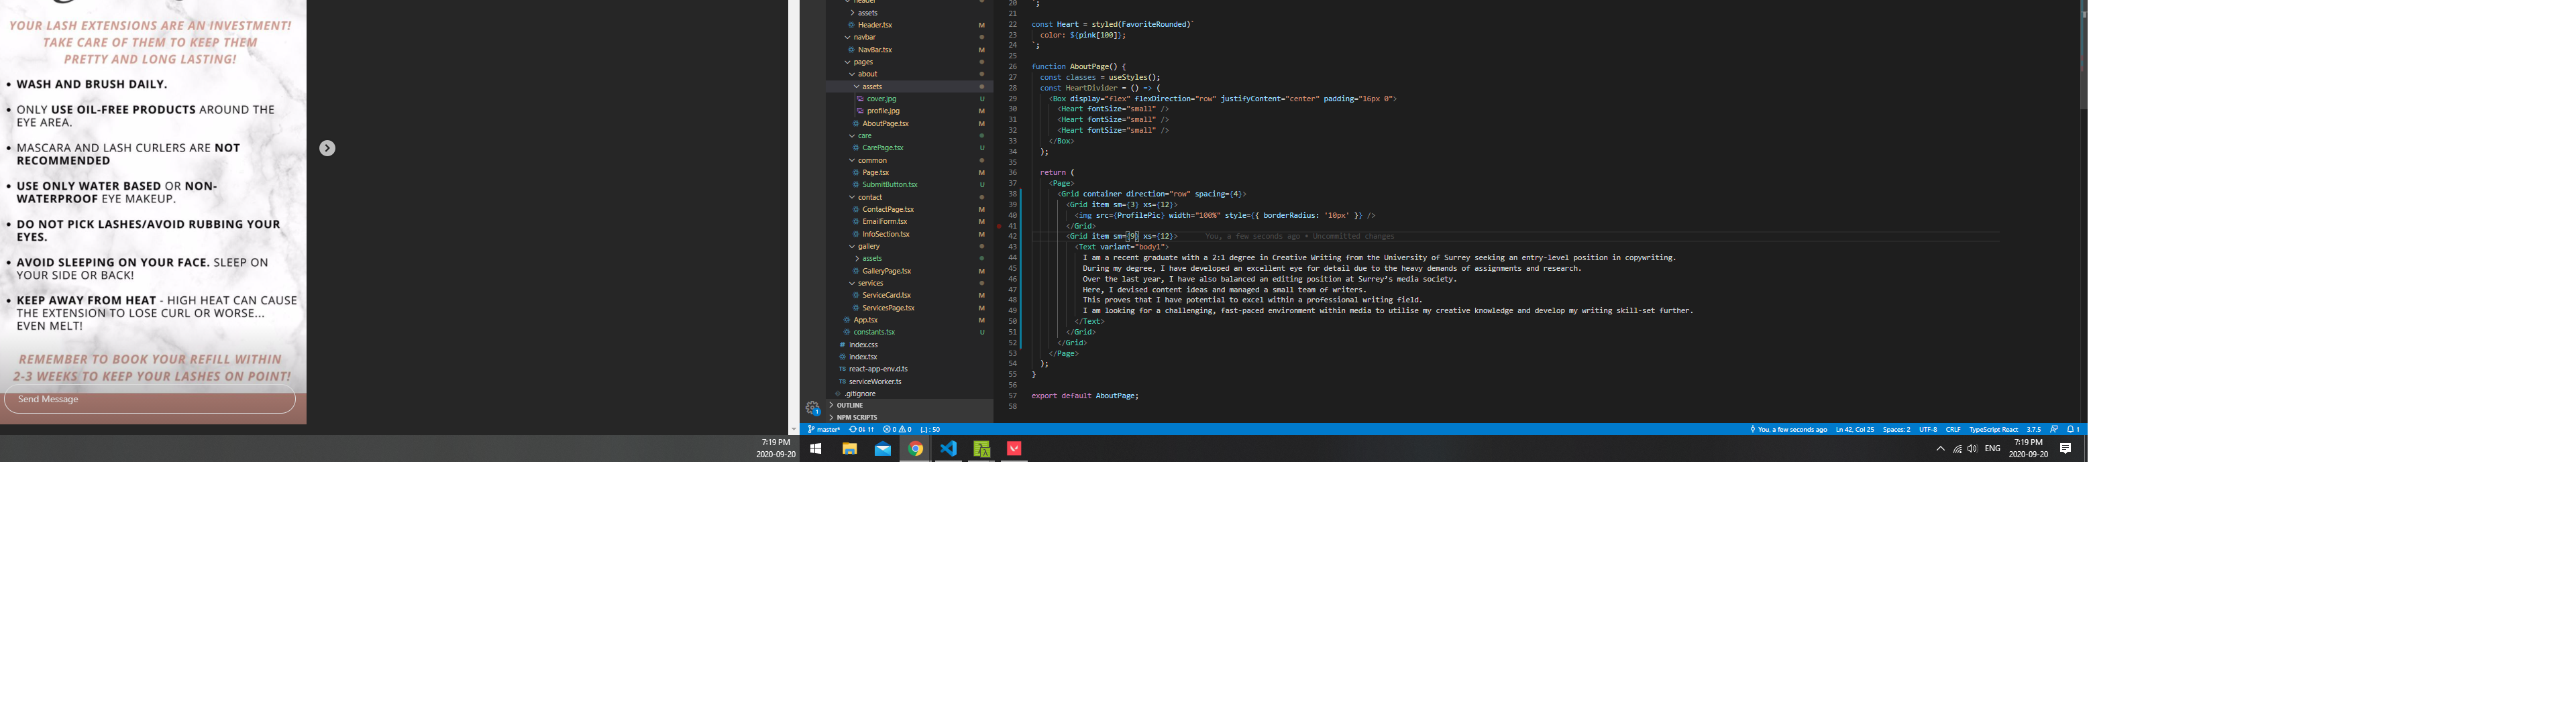 YOUR LASH EXTENSIONS ARE AN INVESTMENT!
TAKE CARE OF THEM TO KEEP THEM
PRETTY AND LONG LASTING!
• WASH AND BRUSH DAILY.
• ONLY USE OIL-FREE PRODUCTS AROUND THE
EYE AREA.
• MASCARA AND LASH CURLERS ARE NOT
RECOMMENDED
• USE ONLY WATER BASED OR NON-
WATERPROOF EYE MAKEUP.
• DO NOT PICK LASHES/AVOID RUBBING YOUR
EYES.
• AVOID SLEEPING ON YOUR FACE. SLEEP ON
YOUR SIDE OR BACK!
• KEEP AWAY FROM HEAT - HIGH HEAT CAN CAUSE
THE EXTENSION TO LOSE CURL OR WORSE...
EVEN MELT!
REMEMBER TO BOOK YOUR REFILL WITHIN
2-3 WEEKS TO KEEP YOUR LASHES ON POINT!
Send Message
7:19 PM
2020-09-20
header
assets
Header.tsx M
navbar
NavBar.tsx M
pages
about
assets
cover.jpg U
profile.jpg M
AboutPage.tsx M
care
CarePage.tsx U
common
Page.tsx M
SubmitButton.tsx U
contact
ContactPage.tsx M
EmailForm.tsx M
InfoSection.tsx M
gallery
assets
GalleryPage.tsx M
services
ServiceCard.tsx M
ServicesPage.tsx M
App.tsx M
constants.tsx U
# index.css
index.tsx
TS react-app-env.d.ts
TS serviceWorker.ts
.gitignore
OUTLINE
NPM SCRIPTS
1
20 `;
21
22 const Heart = styled(FavoriteRounded)`
23 color: ${pink[100]};
24 `;
25
26 function AboutPage() {
27 const classes = useStyles();
28 const HeartDivider = () => (
29 <Box display="flex" flexDirection="row" justifyContent="center" padding="16px 0">
30 <Heart fontSize="small" />
31 <Heart fontSize="small" />
32 <Heart fontSize="small" />
33 </Box>
34 );
35
36 return (
37 <Page>
38 <Grid container direction="row" spacing={4}>
39 <Grid item sm={3} xs={12}>
40 <img src={ProfilePic} width="100%" style={{ borderRadius: '10px' }} />
41 </Grid>
42 <Grid item sm={9} xs={12}> You, a few seconds ago • Uncommitted changes
43 <Text variant="body1">
44 I am a recent graduate with a 2:1 degree in Creative Writing from the University of Surrey seeking an entry-level position in copywriting.
45 During my degree, I have developed an excellent eye for detail due to the heavy demands of assignments and research.
46 Over the last year, I have also balanced an editing position at Surrey's media society.
47 Here, I devised content ideas and managed a small team of writers.
48 This proves that I have potential to excel within a professional writing field.
49 I am looking for a challenging, fast-paced environment within media to utilise my creative knowledge and develop my writing skill-set further.
50 </Text>
51 </Grid>
52 </Grid>
53 </Page>
54 );
55 }
56
57 export default AboutPage;
58
master* 0↓ 1↑ 0 0 {..} : 50
You, a few seconds ago Ln 42, Col 25 Spaces: 2 UTF-8 CRLF TypeScript React 3.7.5 1
ENG
7:19 PM
2020-09-20